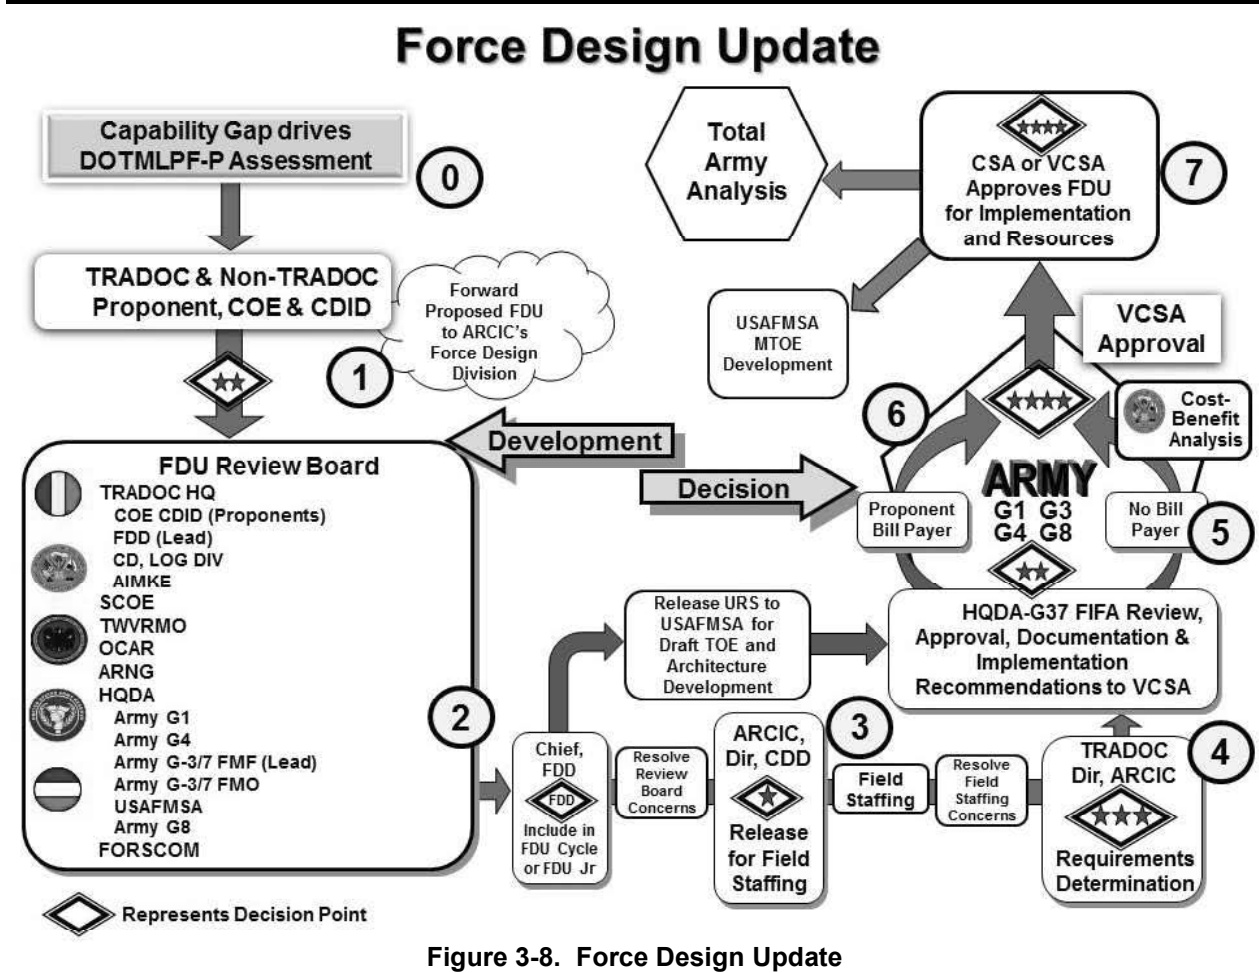 Force Design Update
Capability Gap drives
DOTMLPF-P Assessment
0
TRADOC & Non-TRADOC
Proponent, COE & CDID
Forward
Proposed FDU
to ARCIC's
Force Design
Division
1
FDU Review Board
TRADOC HQ
COE CDID (Proponents)
FDD (Lead)
CD, LOG DIV
AIMKE
SCOE
TWVRMO
OCAR
ARNG
HQDA
Army G1
Army G4
Army G-3/7 FMF (Lead)
Army G-3/7 FMO
USAFMSA
Army G8
FORSCOM
Development
Decision
2
Chief,
FDD
FDD
Include in
FDU Cycle
or FDU Jr
Release URS to
USAFMSA for
Draft TOE and
Architecture
Development
Resolve
Review
Board
Concerns
3
ARCIC,
Dir, CDD
Release
for Field
Staffing
Field
Staffing
Resolve
Field
Staffing
Concerns
4
TRADOC
Dir, ARCIC
Requirements
Determination
HQDA-G37 FIFA Review,
Approval, Documentation &
Implementation
Recommendations to VCSA
Proponent
Bill Payer
ARMY
G1 G3
G4 G8
No Bill
Payer
5
6
Cost-
Benefit
Analysis
VCSA
Approval
7
CSA or VCSA
Approves FDU
for Implementation
and Resources
Total
Army
Analysis
USAFMSA
MTOE
Development
Represents Decision Point
Figure 3-8. Force Design Update